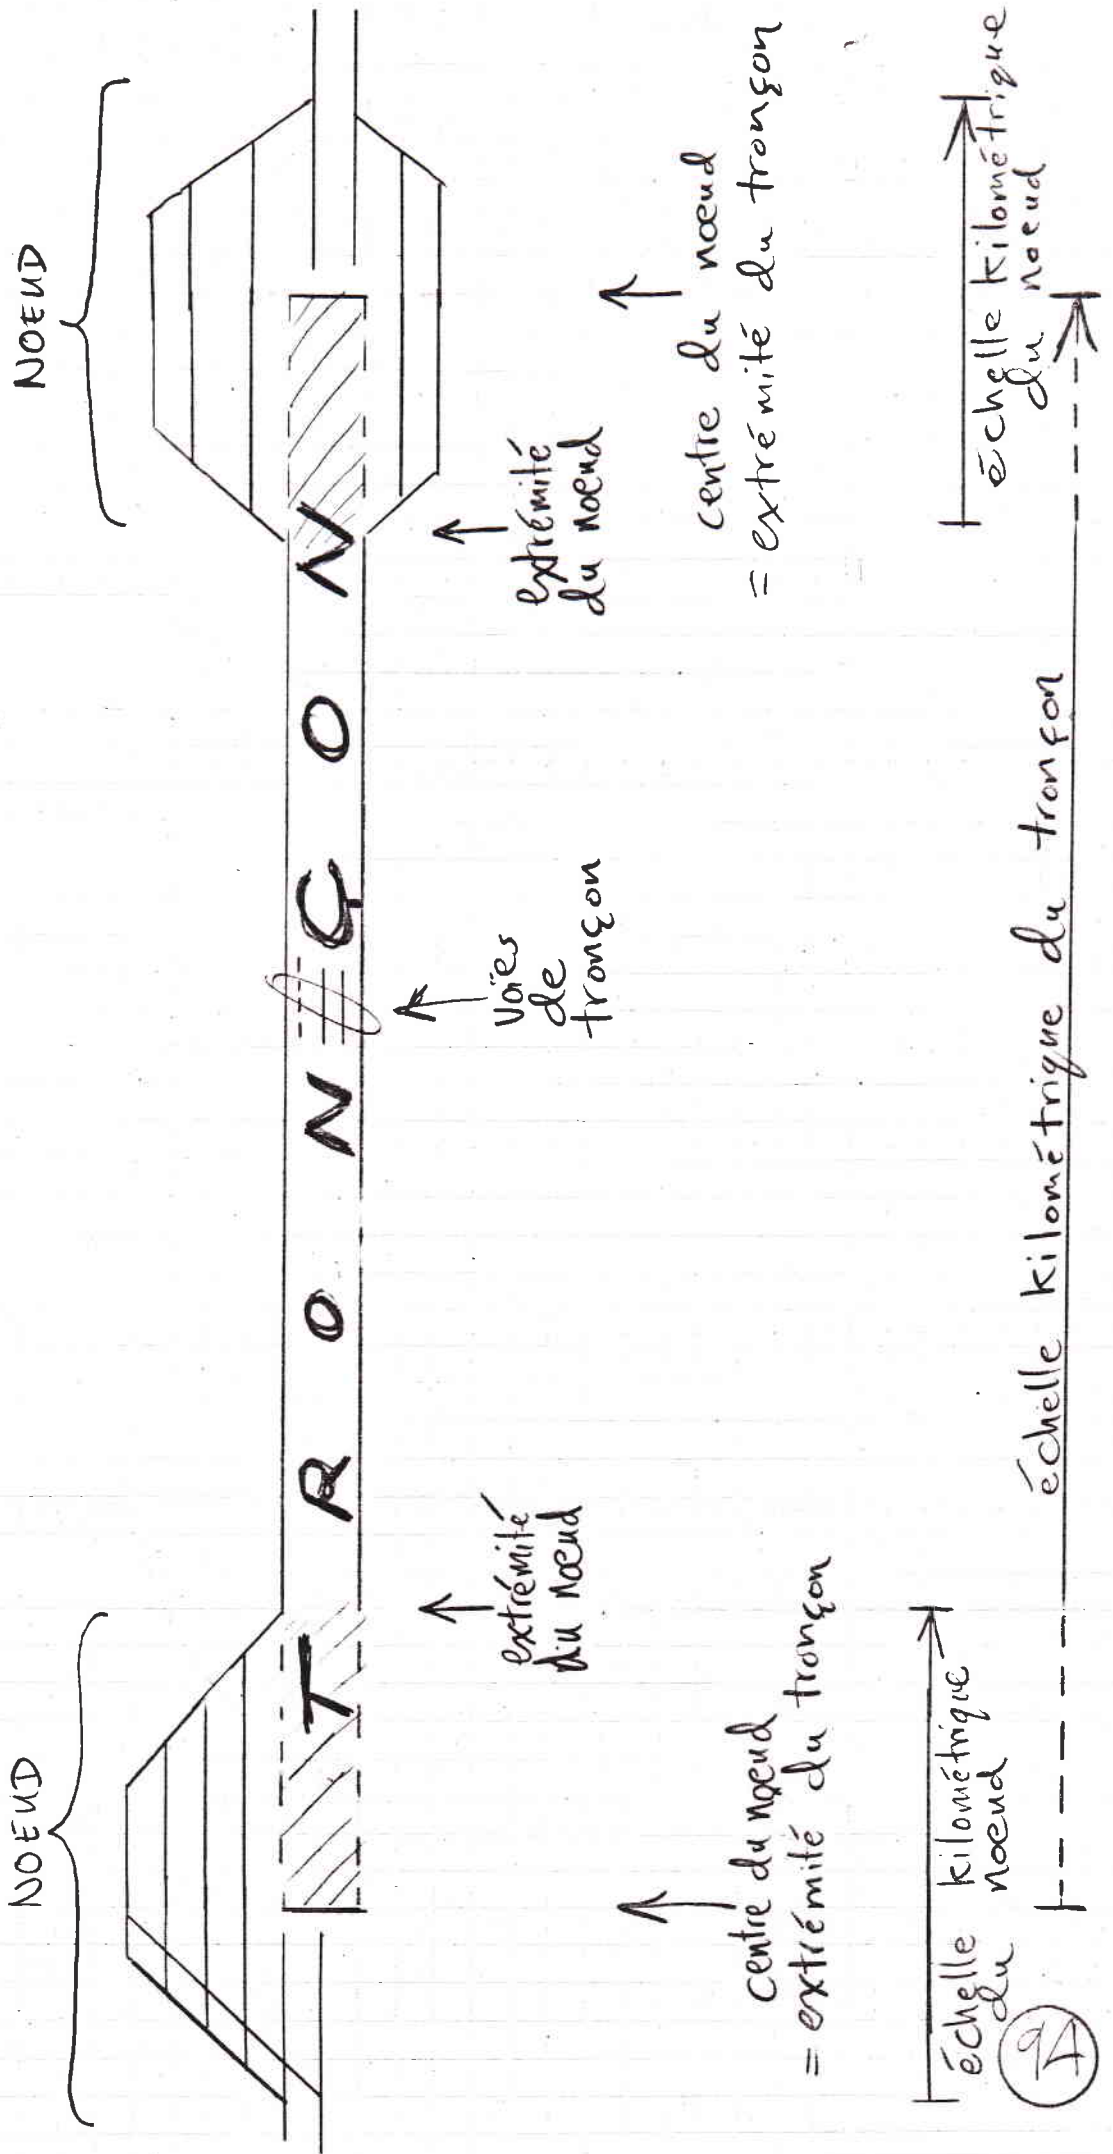 NOEUD
NOEUD
TRONÇON
extrémité
du noeud
Voies
de
tronçon
extrémité
du noeud
centre du noeud
= extrémité du tronçon
centre du noeud
= extrémité du tronçon
échelle kilométrique
du noeud
échelle kilométrique
du noeud
échelle kilométrique du tronçon